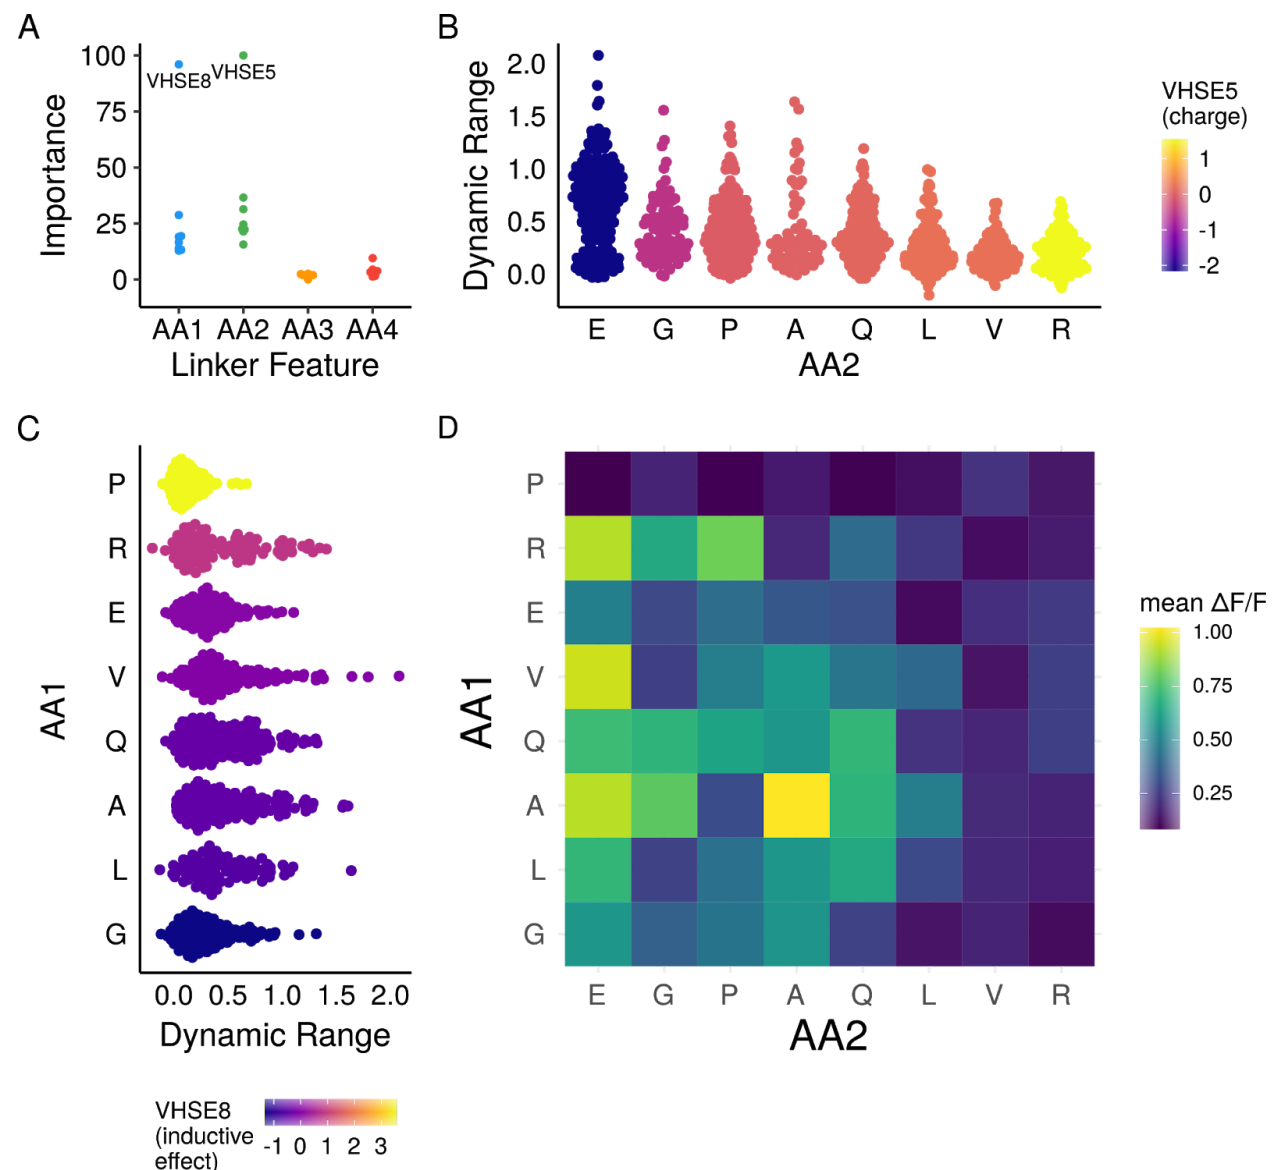 A
Importance
100
75
50
25
0
VHSE8
VHSE5
AA1 AA2 AA3 AA4
Linker Feature
B
Dynamic Range
2.0
1.5
1.0
0.5
0.0
E G P A Q L V R
AA2
VHSE5
(charge)
1
0
-1
-2
C
AA1
P
R
E
V
Q
A
L
G
0.0 0.5 1.0 1.5 2.0
Dynamic Range
VHSE8
(inductive
effect)
-1 0 1 2 3
D
AA1
P
R
E
V
Q
A
L
G
E G P A Q L V R
AA2
mean ΔF/F
1.00
0.75
0.50
0.25